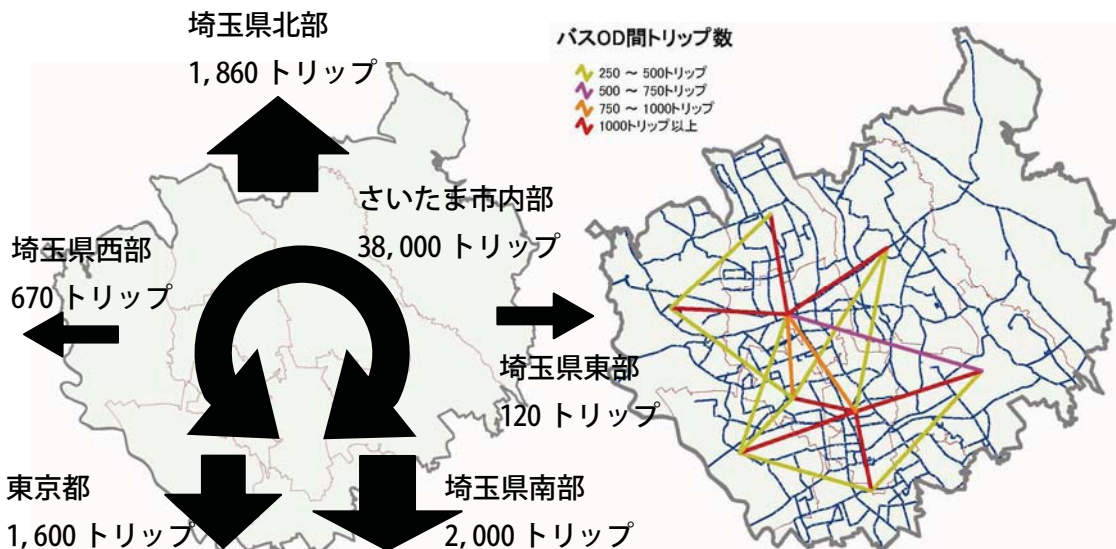 埼玉県北部
1,860 トリップ
さいたま市内部
38,000 トリップ
埼玉県西部
670 トリップ
埼玉県東部
120 トリップ
東京都
1,600 トリップ
埼玉県南部
2,000 トリップ
バスOD間トリップ数
250 ～ 500トリップ
500 ～ 750トリップ
750 ～ 1000トリップ
1000トリップ以上